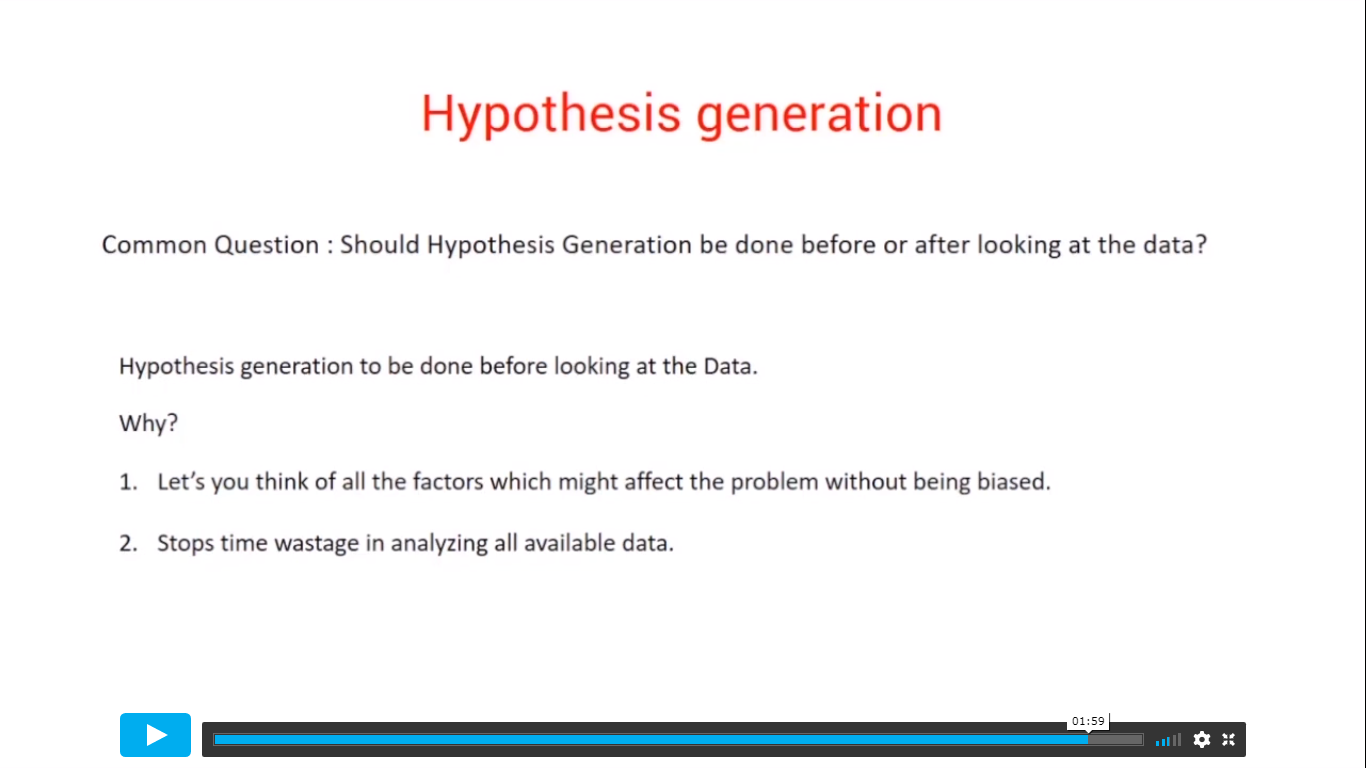 Hypothesis generation
Common Question : Should Hypothesis Generation be done before or after looking at the data?
Hypothesis generation to be done before looking at the Data.
Why?
1. Let's you think of all the factors which might affect the problem without being biased.
2. Stops time wastage in analyzing all available data.
01:59